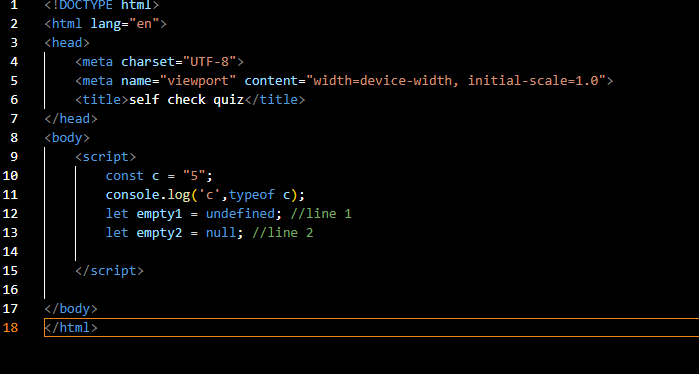 1 <!DOCTYPE html>
2 <html lang="en">
3 <head>
4 <meta charset="UTF-8">
5 <meta name="viewport" content="width=device-width, initial-scale=1.0">
6 <title>self check quiz</title>
7 </head>
8 <body>
9 <script>
10 const c = "5";
11 console.log('c',typeof c);
12 let empty1 = undefined; //line 1
13 let empty2 = null; //line 2
14
15 </script>
16
17 </body>
18 </html>